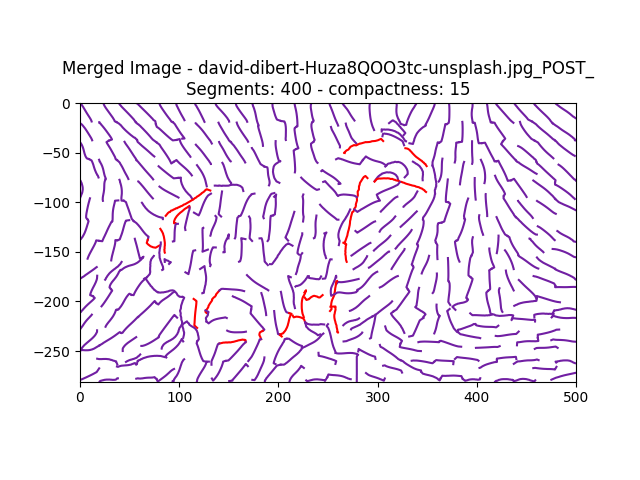 Merged Image - david-dibert-Huza8QOO3tc-unsplash.jpg_POST_
Segments: 400 - compactness: 15
0
−50
−100
−150
−200
−250
0 100 200 300 400 500